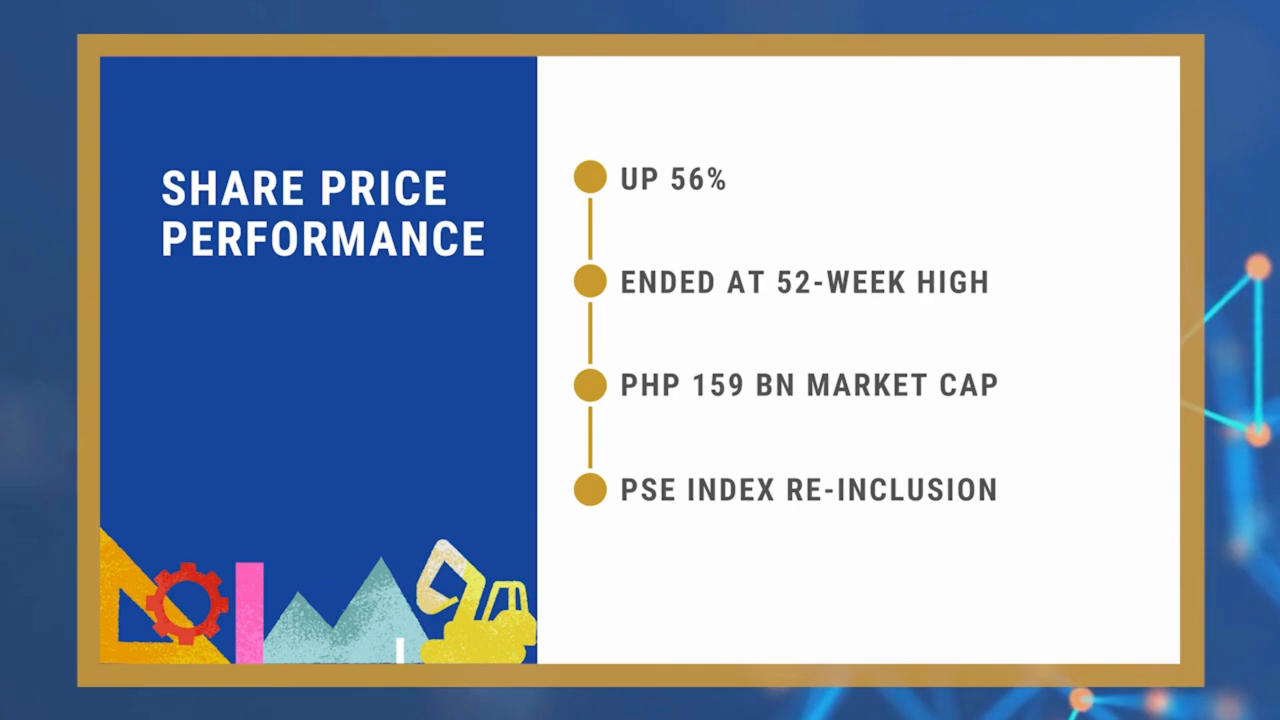 SHARE PRICE
PERFORMANCE
UP 56%
ENDED AT 52-WEEK HIGH
PHP 159 BN MARKET CAP
PSE INDEX RE-INCLUSION